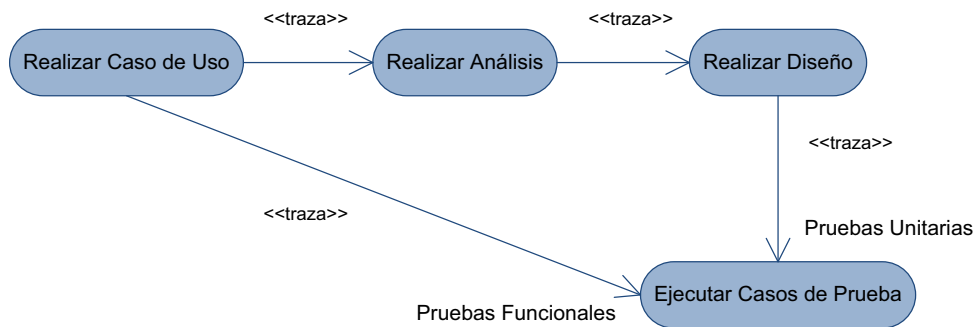 <<traza>>
<<traza>>
Realizar Caso de Uso
Realizar Análisis
Realizar Diseño
<<traza>>
<<traza>>
Pruebas Unitarias
Ejecutar Casos de Prueba
Pruebas Funcionales